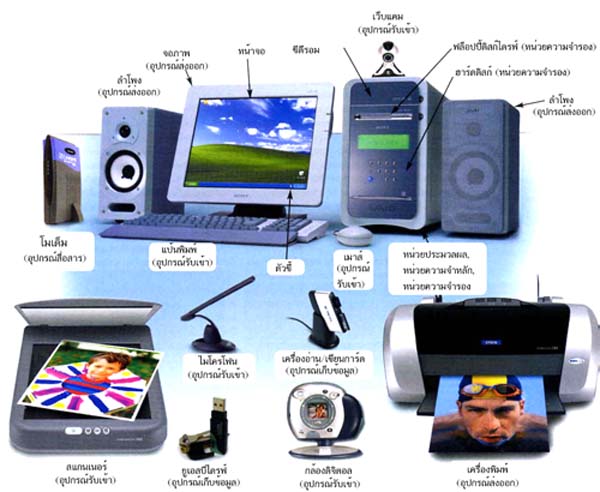 เว็บแคม
(อุปกรณ์รับเข้า)
จอภาพ
(อุปกรณ์ส่งออก)
หน้าจอ
ซีดีรอม
ฟล็อปปี้ดิสก์ไดรฟ์ (หน่วยความจำรอง)
ฮาร์ดดิสก์ (หน่วยความจำรอง)
ลำโพง
(อุปกรณ์ส่งออก)
ลำโพง
(อุปกรณ์ส่งออก)
SONY
โมเด็ม
(อุปกรณ์สื่อสาร)
แป้นพิมพ์
(อุปกรณ์รับเข้า)
ตัวชี้
เมาส์
(อุปกรณ์
รับเข้า)
หน่วยประมวลผล,
หน่วยความจำหลัก,
หน่วยความจำรอง
ไมโครโฟน
(อุปกรณ์รับเข้า)
เครื่องอ่าน/เขียนการ์ด
(อุปกรณ์เก็บข้อมูล)
EPSON
สแกนเนอร์
(อุปกรณ์รับเข้า)
ยูเอสบีไดรฟ์
(อุปกรณ์เก็บข้อมูล)
กล้องดิจิตอล
(อุปกรณ์รับเข้า)
เครื่องพิมพ์
(อุปกรณ์ส่งออก)